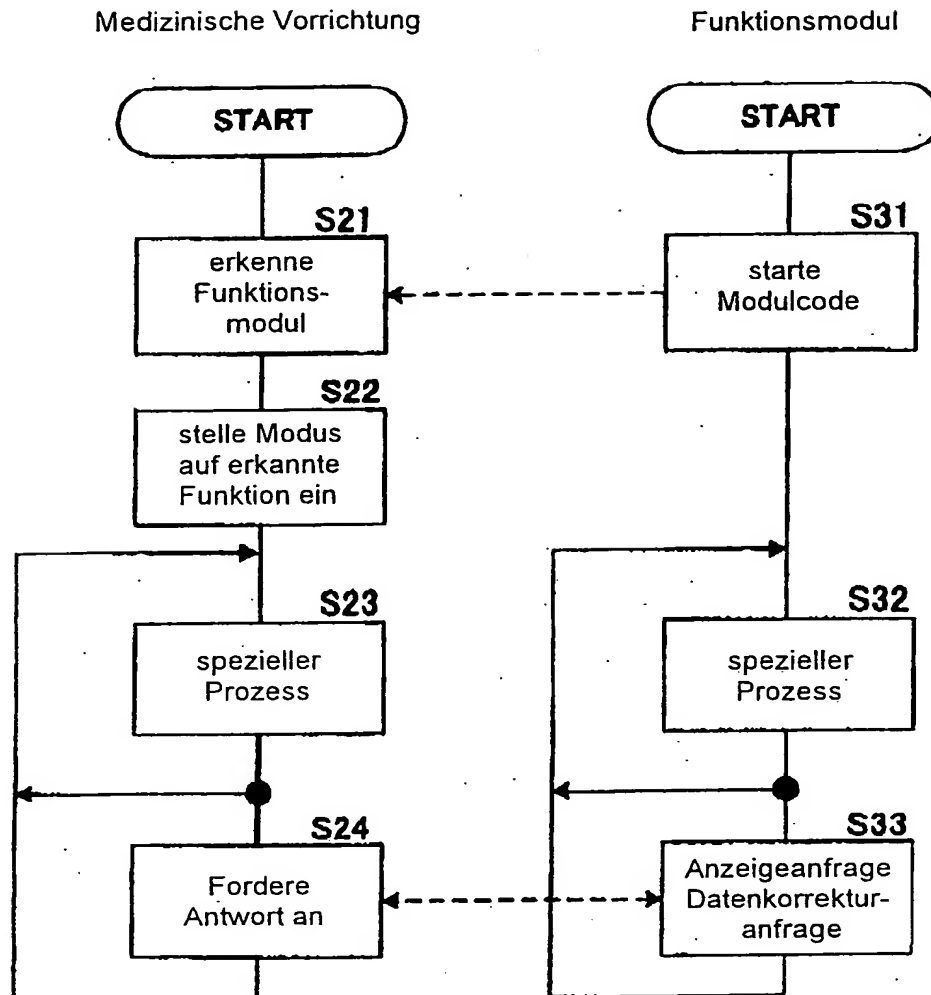 Medizinische Vorrichtung
Funktionsmodul
START
START
S21
erkenne
Funktions-
modul
S31
starte
Modulcode
S22
stelle Modus
auf erkannte
Funktion ein
S23
spezieller
Prozess
S32
spezieller
Prozess
S24
Fordere
Antwort an
S33
Anzeigeanfrage
Datenkorrektur-
anfrage